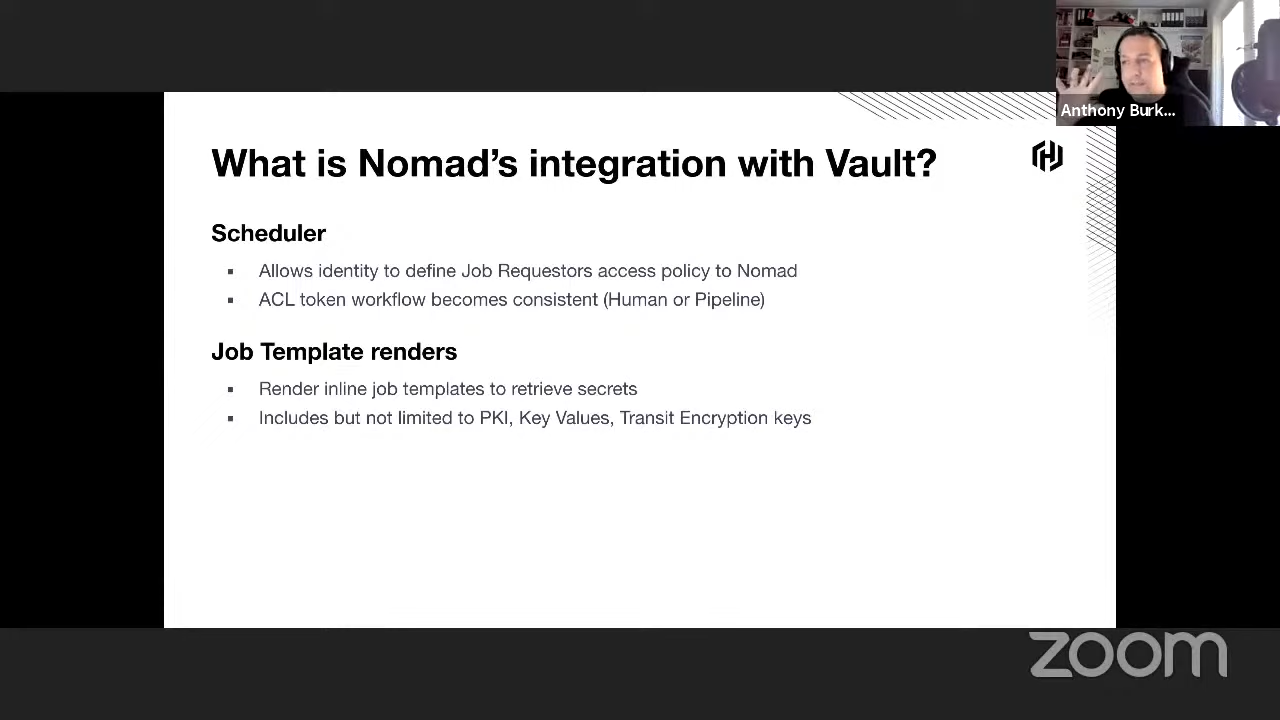 Anthony Burk...
What is Nomad's integration with Vault?
Scheduler
▪ Allows identity to define Job Requestors access policy to Nomad
▪ ACL token workflow becomes consistent (Human or Pipeline)
Job Template renders
▪ Render inline job templates to retrieve secrets
▪ Includes but not limited to PKI, Key Values, Transit Encryption keys
zoom